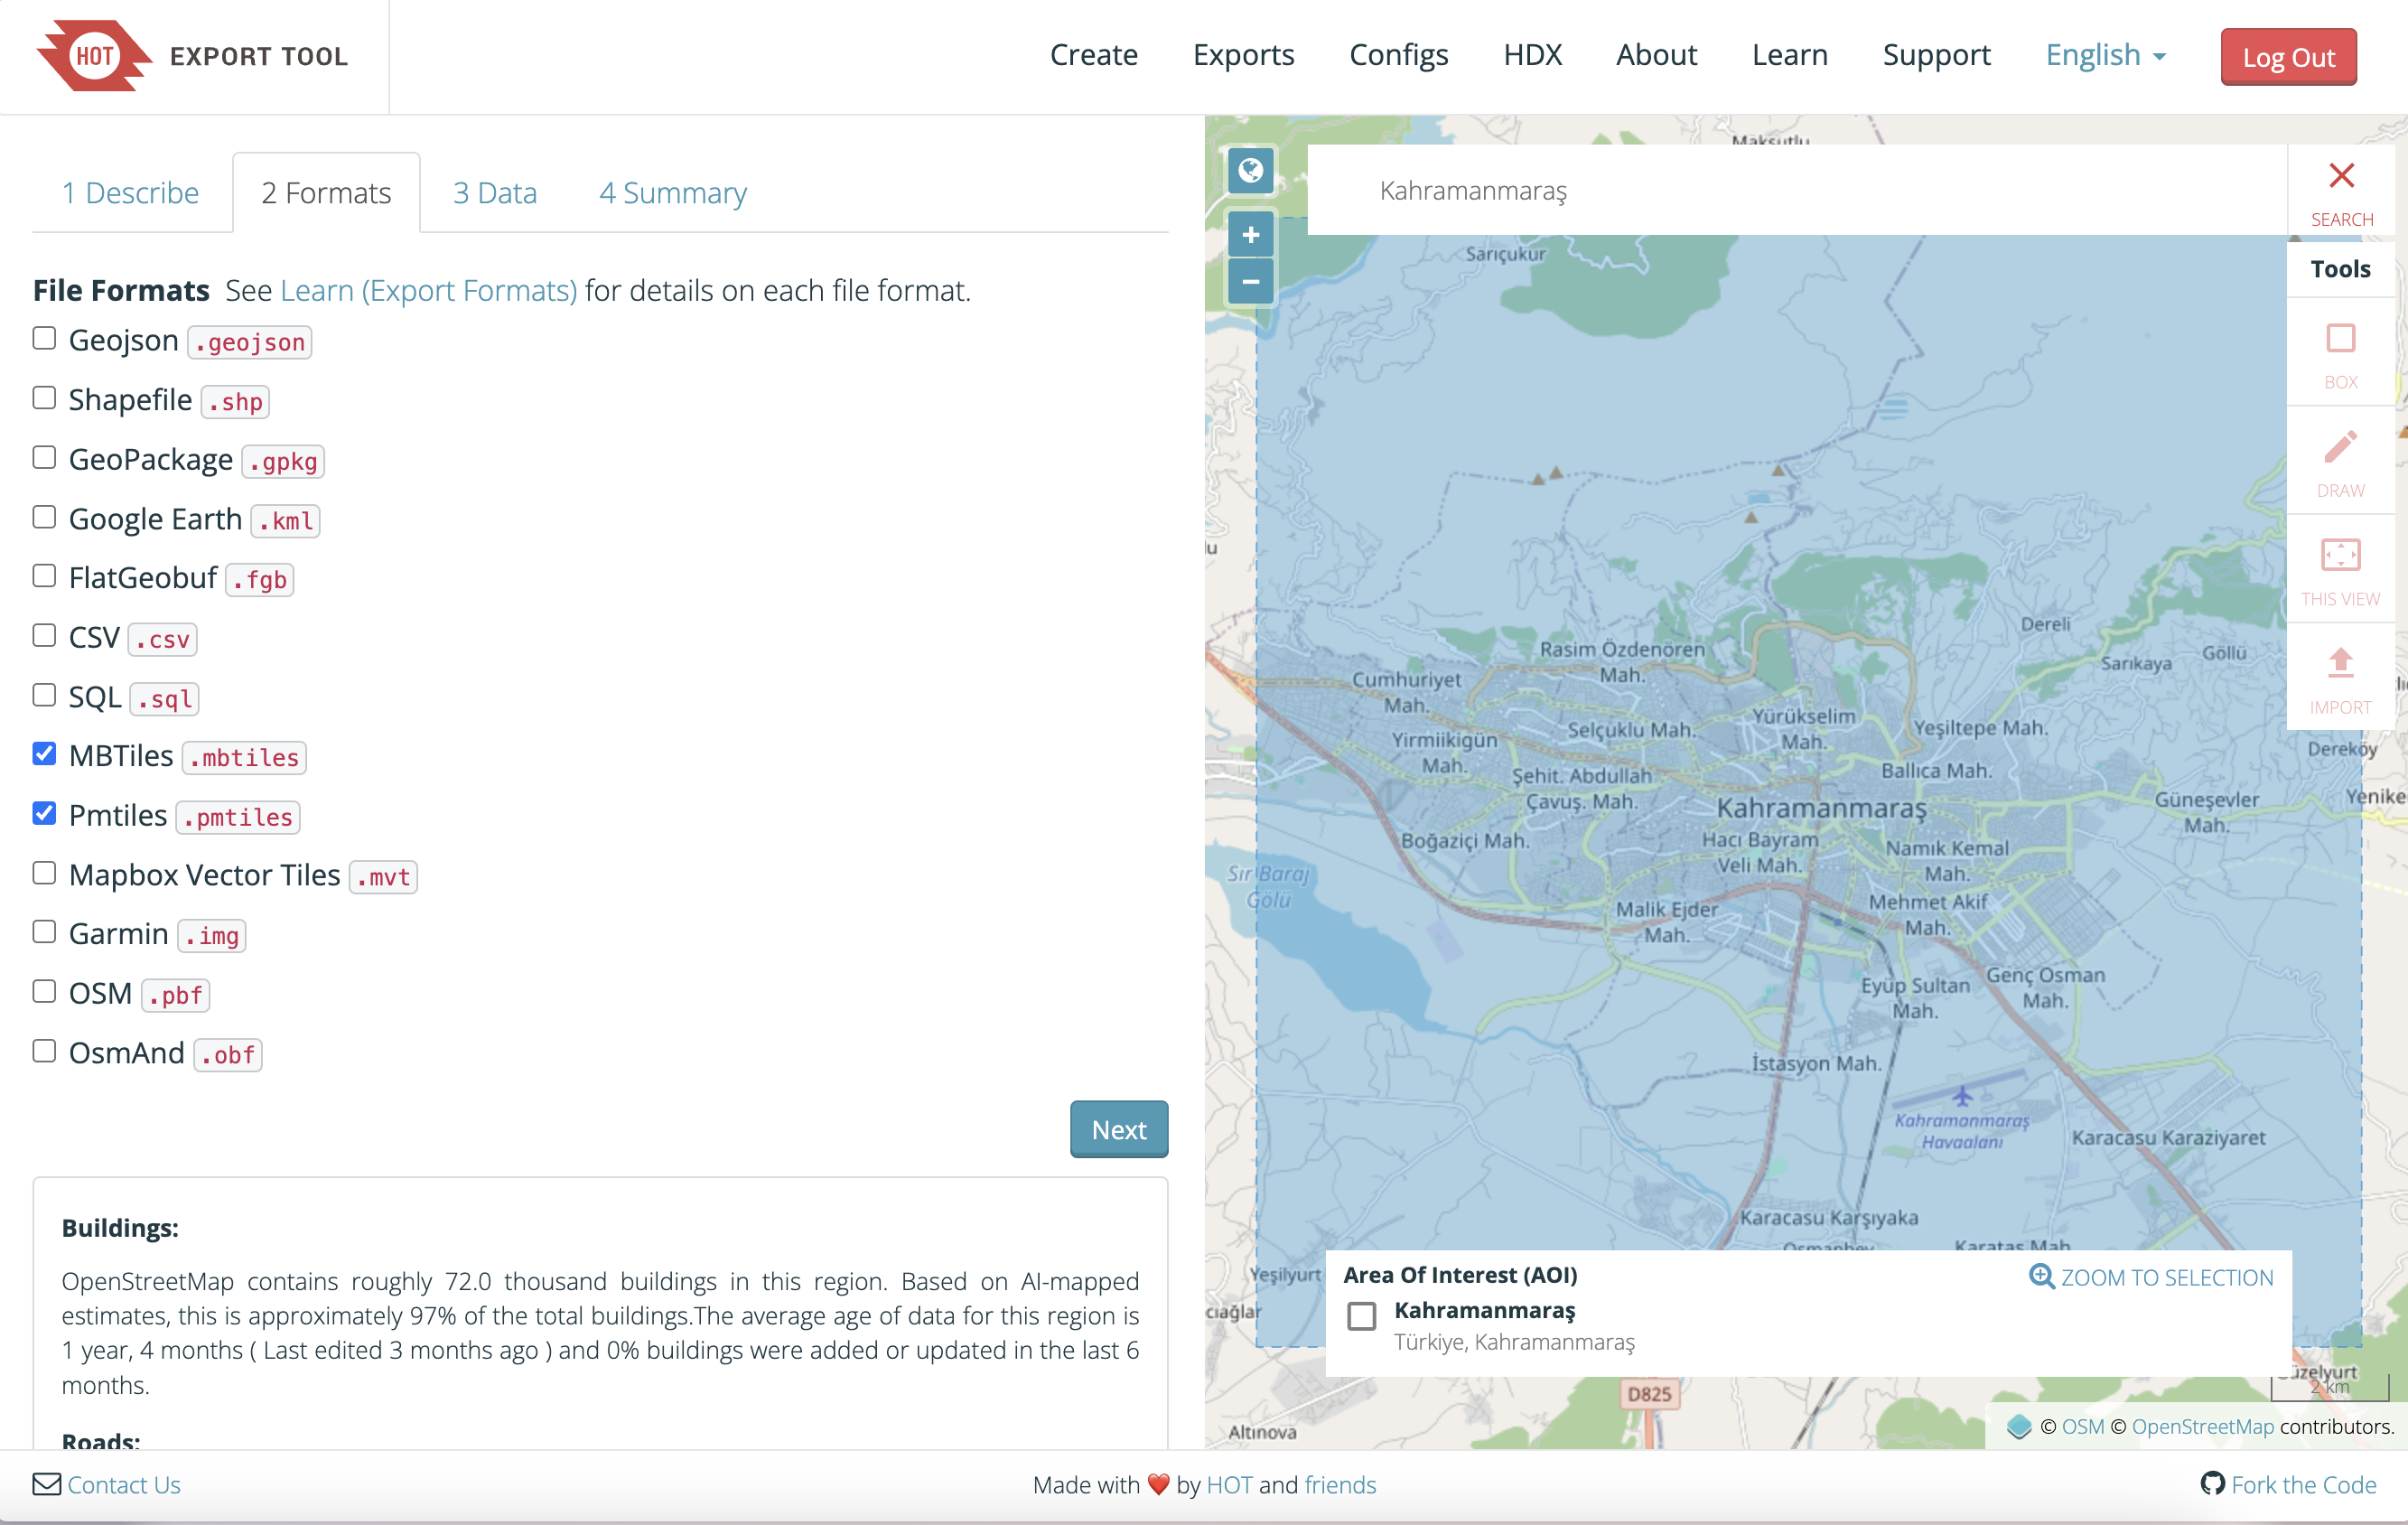 HOT EXPORT TOOL
Create Exports Configs HDX About Learn Support English Log Out
1 Describe 2 Formats 3 Data 4 Summary
File Formats See Learn (Export Formats) for details on each file format.
Geojson .geojson
Shapefile .shp
GeoPackage .gpkg
Google Earth .kml
FlatGeobuf .fgb
CSV .csv
SQL .sql
MBTiles .mbtiles
Pmtiles .pmtiles
Mapbox Vector Tiles .mvt
Garmin .img
OSM .pbf
OsmAnd .obf
Next
Buildings:
OpenStreetMap contains roughly 72.0 thousand buildings in this region. Based on AI-mapped
estimates, this is approximately 97% of the total buildings.The average age of data for this region is
1 year, 4 months ( Last edited 3 months ago ) and 0% buildings were added or updated in the last 6
months.
Roads:
Maksutlu
+
−
Kahramanmaraş
SEARCH
Tools
BOX
DRAW
THIS VIEW
IMPORT
Sarıçukur
Dereli
Rasim Özdenören
Mah.
Sarıkaya
Göllü
Cumhuriyet
Mah.
Yürükselim
Mah.
Selçuklu Mah.
Yeşiltepe Mah.
Yirmiikigün
Mah.
Dereköy
Şehit. Abdullah
Çavuş. Mah.
Ballıca Mah.
Kahramanmaraş
Güneşevler
Mah.
Yenike
Boğaziçi Mah.
Hacı Bayram
Veli Mah.
Namık Kemal
Mah.
Sır Baraj
Gölü
Malik Ejder
Mah.
Mehmet Akif
Mah.
Eyüp Sultan
Mah.
Genç Osman
Mah.
İstasyon Mah.
Kahramanmaraş
Havaalanı
Karacasu Karaziyaret
Karacasu Karşıyaka
Osmanbey
Karataş Mah.
Yeşilyurt
cıağlar
Area Of Interest (AOI)
ZOOM TO SELECTION
Kahramanmaraş
Türkiye, Kahramanmaraş
D825
üzelyurt
2 km
Altınova
© OSM © OpenStreetMap contributors.
Contact Us
Made with ❤️ by HOT and friends
Fork the Code